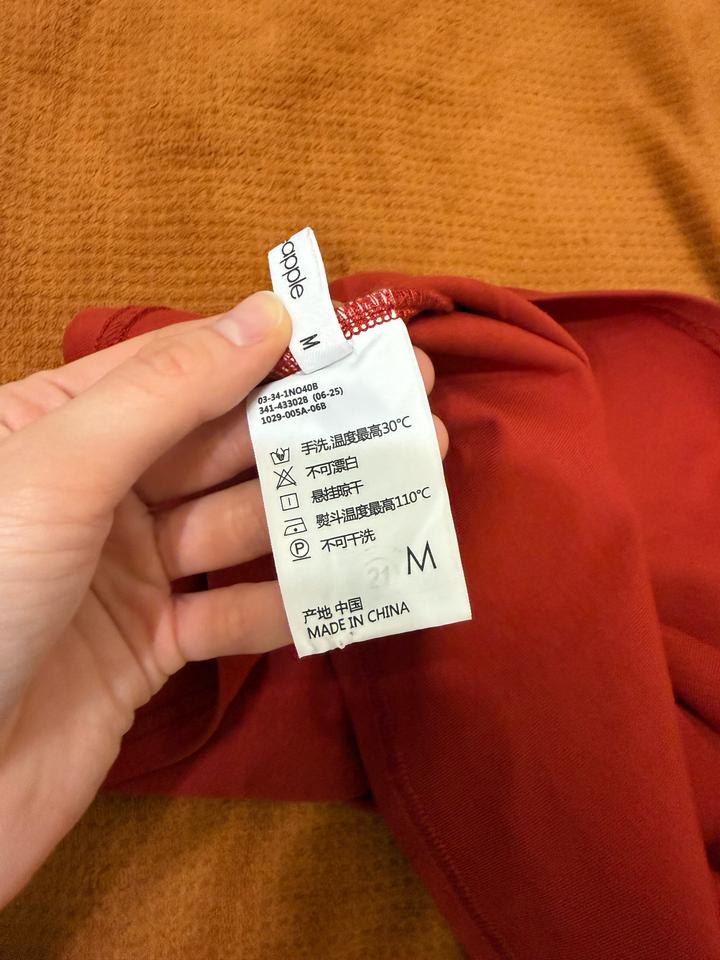 apple
M
03-34-1NO40B
341-433028 (06-25)
1029-005A-06B
手洗,温度最高30°C
不可漂白
悬挂晾干
熨斗温度最高110°C
P
不可干洗
21
M
产地 中国
MADE IN CHINA